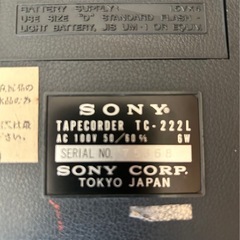 BATTERY SUPPLY:
USE SIZE "D" STANDARD FLASH-
LIGHT BATTERY, JIS UM-1 OR EQUIV.
SONY
TAPECORDER TC-222L
AC 100V 50/60% 6W
SERIAL NO.
SONY CORP.
TOKYO JAPAN